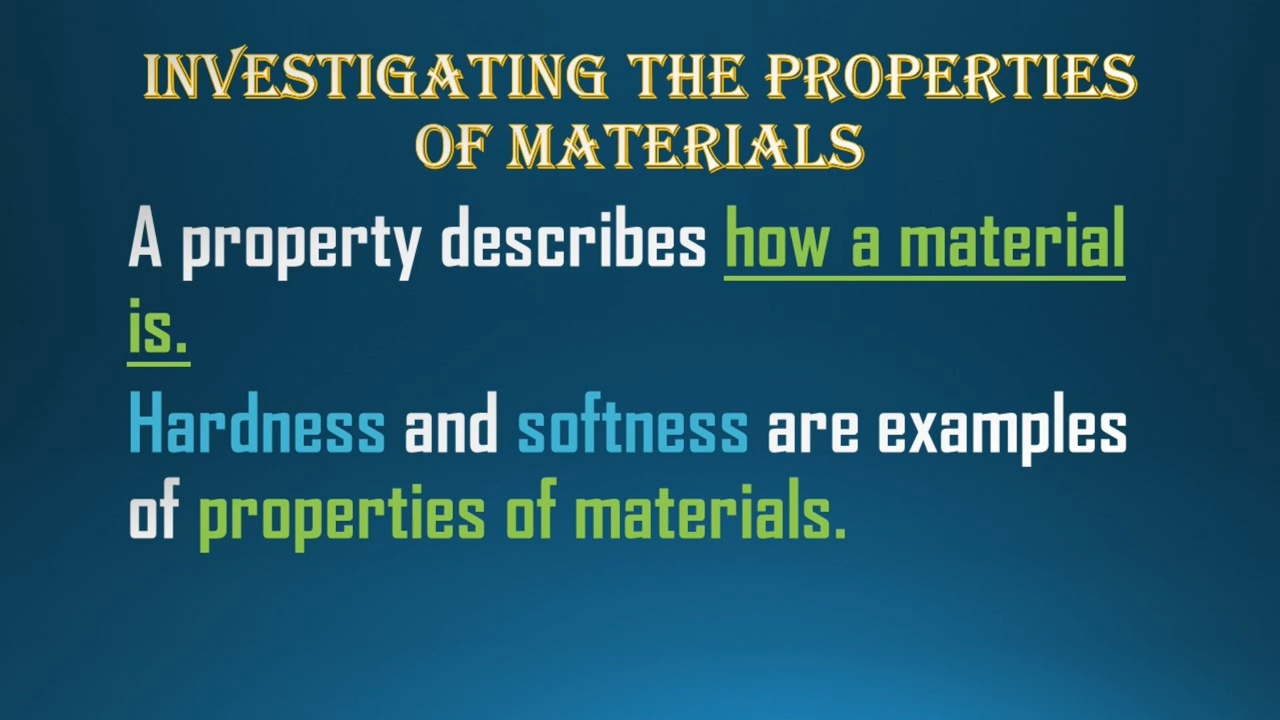 INVESTIGATING THE PROPERTIES
OF MATERIALS
A property describes how a material
is.
Hardness and softness are examples
of properties of materials.